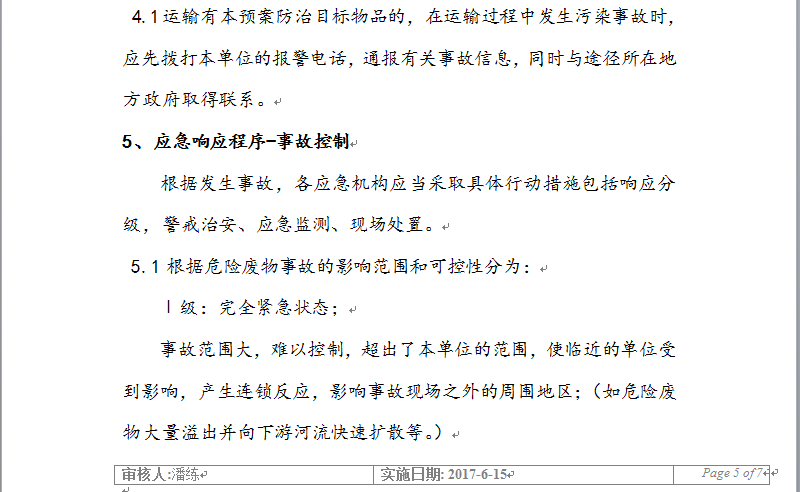 4.1运输有本预案防治目标物品的，在运输过程中发生污染事故时，
应先拨打本单位的报警电话，通报有关事故信息，同时与途径所在地
方政府取得联系。
5、应急响应程序-事故控制
根据发生事故，各应急机构应当采取具体行动措施包括响应分
级，警戒治安、应急监测、现场处置。
5.1 根据危险废物事故的影响范围和可控性分为：
Ⅰ级：完全紧急状态；
事故范围大，难以控制，超出了本单位的范围，使临近的单位受
到影响，产生连锁反应，影响事故现场之外的周围地区；（如危险废
物大量溢出并向下游河流快速扩散等。）
审核人:潘练 实施日期: 2017-6-15 Page 5 of 7